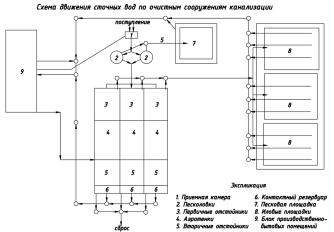 Схема движения сточных вод по очистным сооружениям канализации
поступление
1
5
2 2
7
8
9
3 3 3
4 4 4
8
5 5 5
8
6 6 6
сброс
Экспликация
1. Приемная камера
2. Песколовки
3. Первичные отстойники
4. Аэротенки
5. Вторичные отстойники
6. Контактный резервуар
7. Песковая площадка
8. Иловые площадки
9. Блок производственно-
бытовых помещений